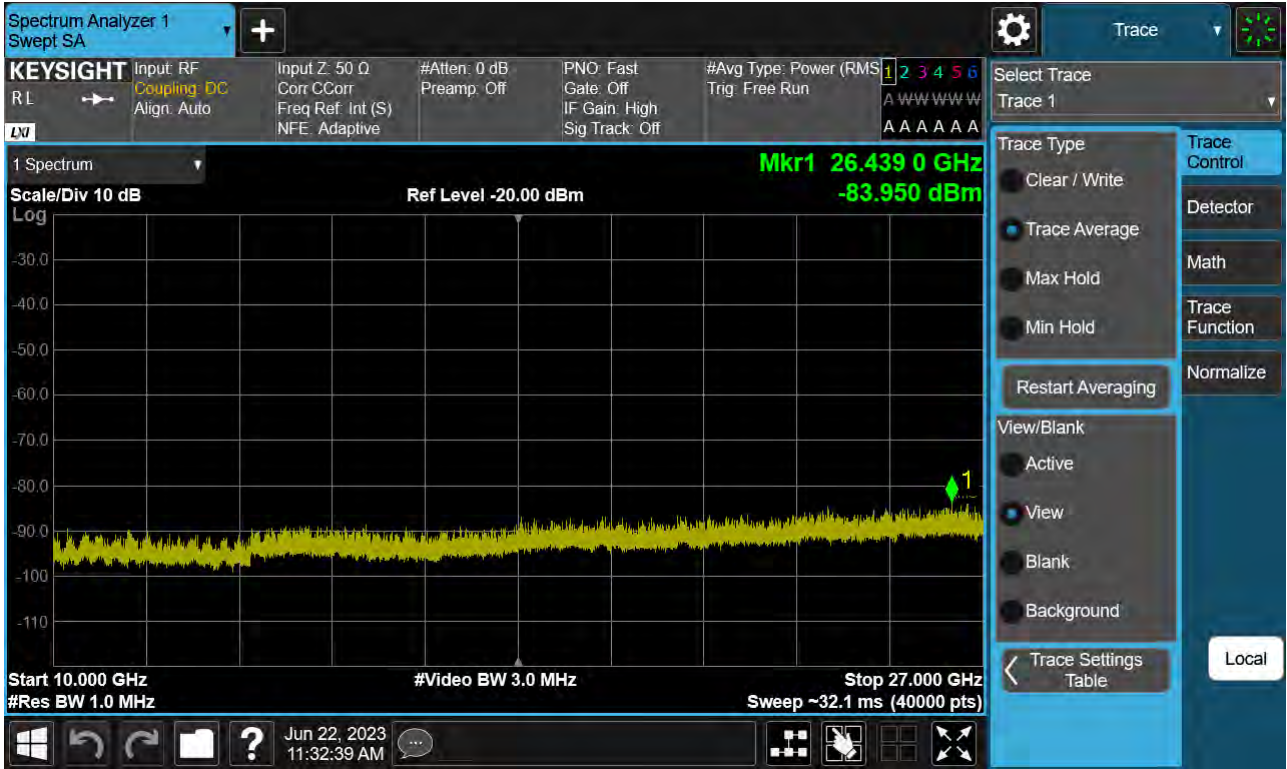 Spectrum Analyzer 1
Swept SA
+
Trace
KEYSIGHT
R L
LXI
Input: RF
Coupling: DC
Align: Auto
Input Z: 50 Ω
Corr CCorr
Freq Ref: Int (S)
NFE: Adaptive
#Atten: 0 dB
Preamp: Off
PNO: Fast
Gate: Off
IF Gain: High
Sig Track: Off
#Avg Type: Power (RMS
Trig: Free Run
1 2 3 4 5 6
A W W W W W
A A A A A A
Select Trace
Trace 1
1 Spectrum
Mkr1 26.439 0 GHz
Scale/Div 10 dB
Ref Level -20.00 dBm
-83.950 dBm
Log
-30.0
-40.0
-50.0
-60.0
-70.0
-80.0
-90.0
-100
-110
1
Start 10.000 GHz
#Video BW 3.0 MHz
Stop 27.000 GHz
#Res BW 1.0 MHz
Sweep ~32.1 ms (40000 pts)
Trace Type
Clear / Write
Trace Average
Max Hold
Min Hold
Restart Averaging
View/Blank
Active
View
Blank
Background
Trace Settings
Table
Trace
Control
Detector
Math
Trace
Function
Normalize
Local
?
Jun 22, 2023
11:32:39 AM